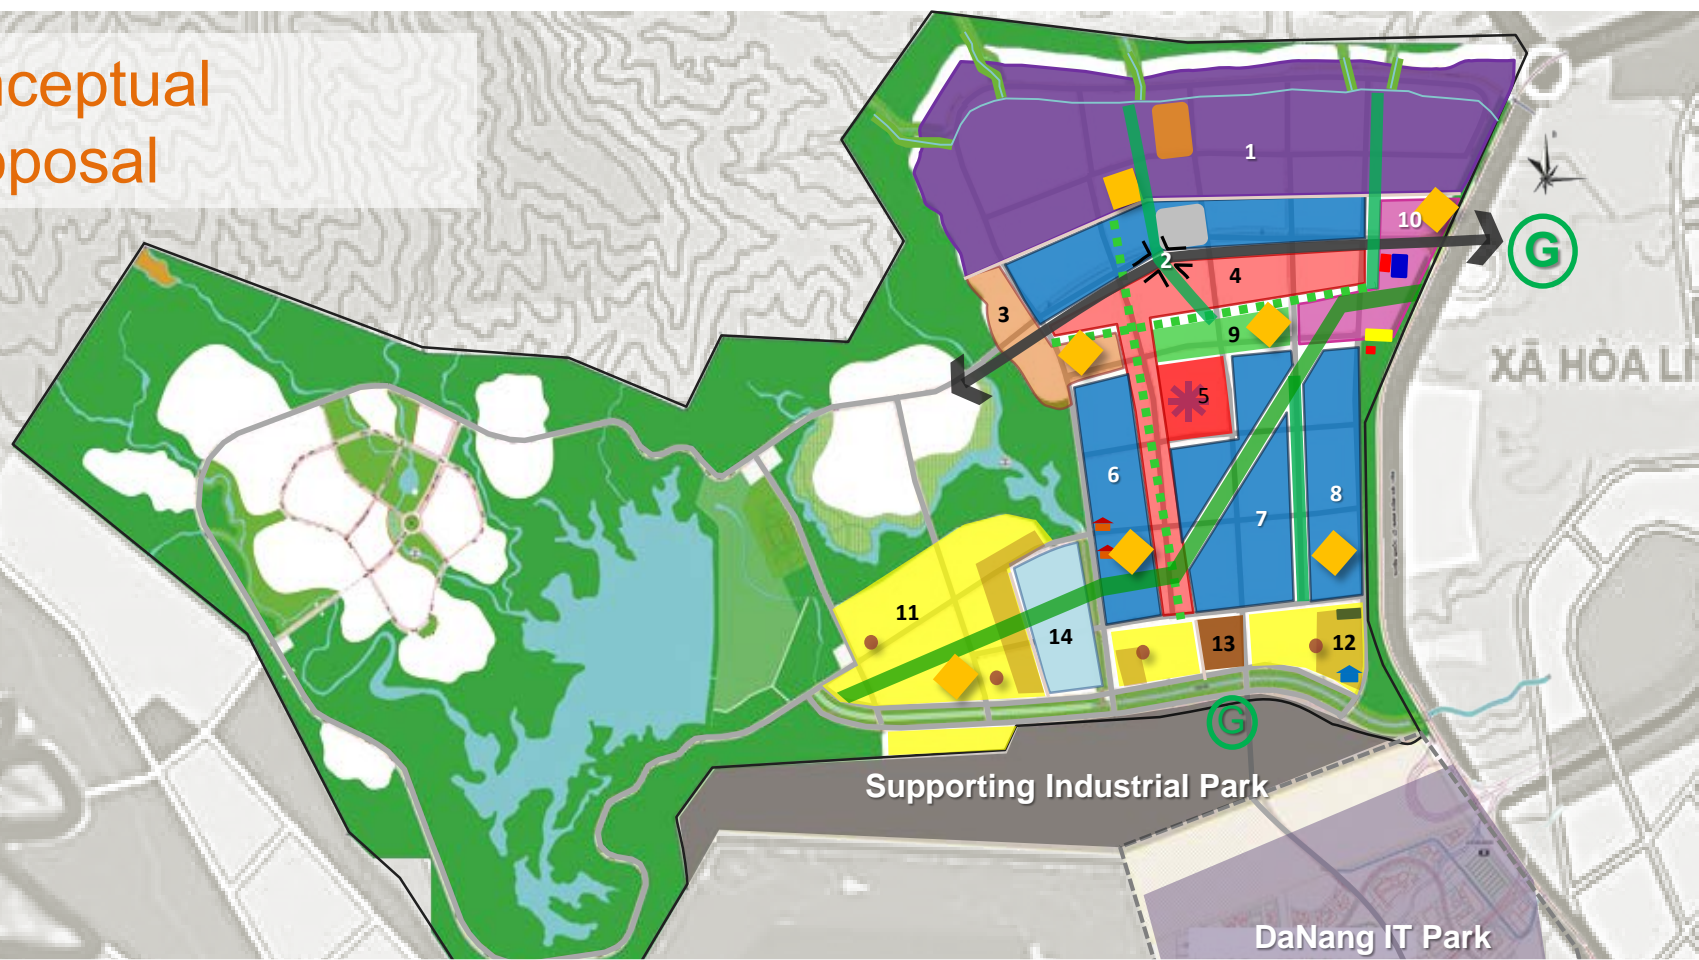 nceptual
oposal
1
10
G
2
4
3
9
XÃ HÒA LI
5
6
8
7
11
14
13
12
G
Supporting Industrial Park
DaNang IT Park